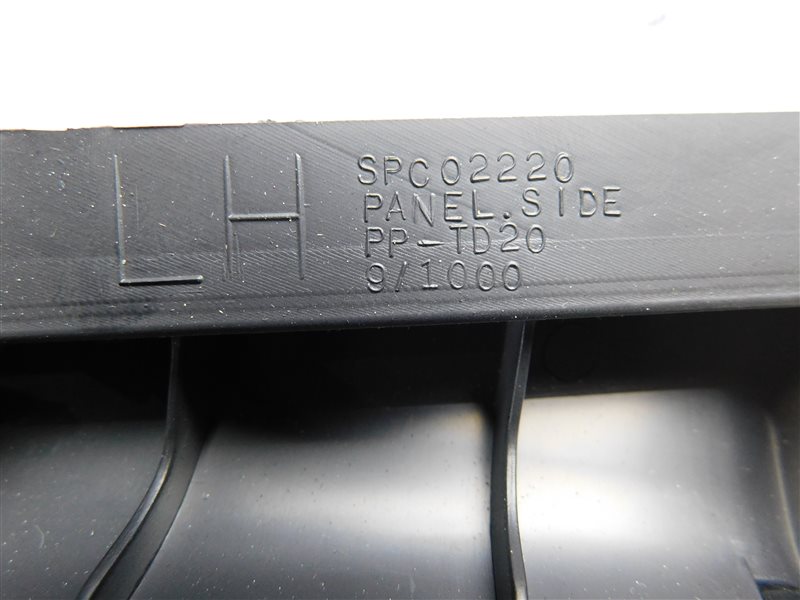 LH
SPC02220
PANEL.SIDE
PP-TD20
9/1000